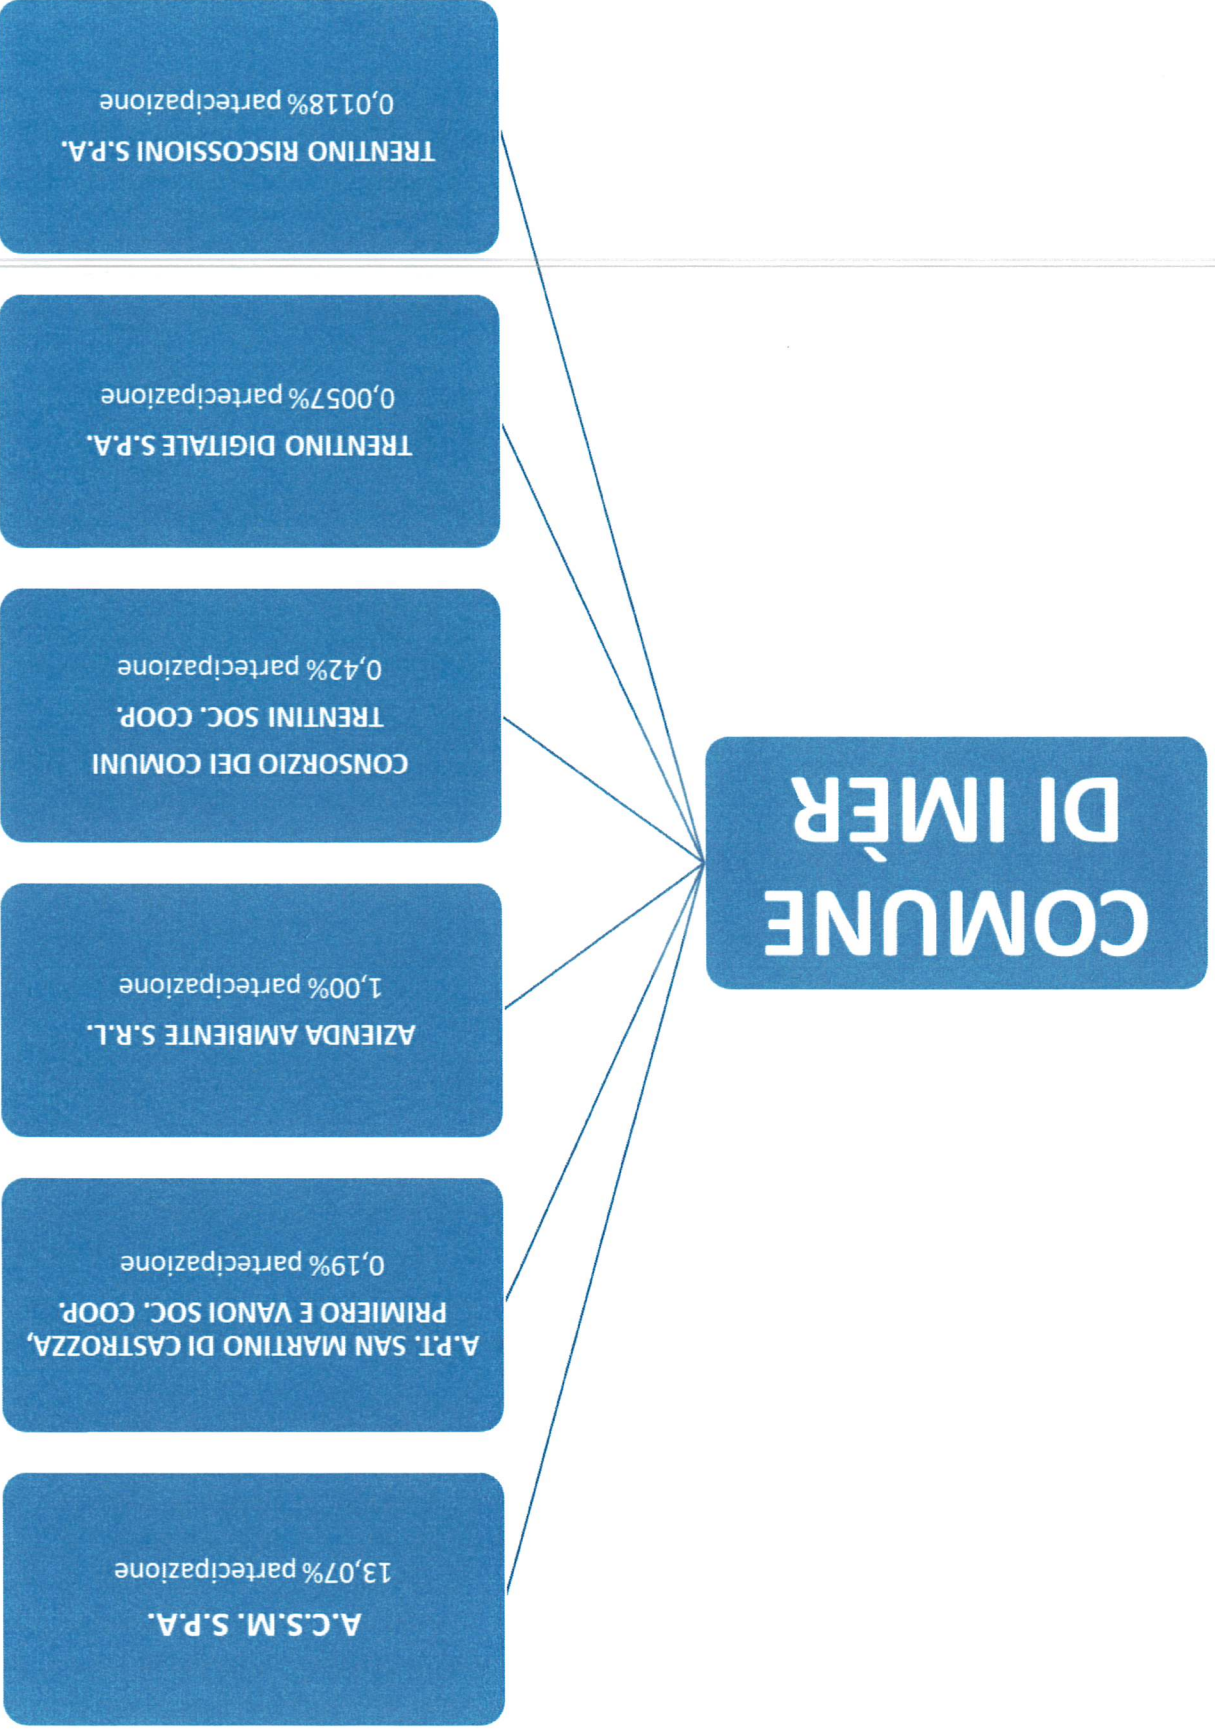 COMUNE
DI IMÈR
A.C.S.M. S.P.A.
13,07% partecipazione
A.P.T. SAN MARTINO DI CASTROZZA,
PRIMIERO E VANOI SOC. COOP.
0,19% partecipazione
AZIENDA AMBIENTE S.R.L.
1,00% partecipazione
CONSORZIO DEI COMUNI
TRENTINI SOC. COOP.
0,42% partecipazione
TRENTINO DIGITALE S.P.A.
0,0057% partecipazione
TRENTINO RISCOSSIONI S.P.A.
0,0118% partecipazione